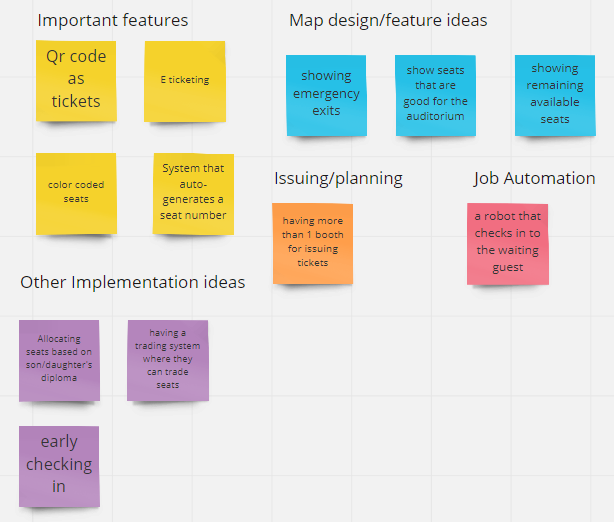 Important features
Qr code
as
tickets
E ticketing
color coded
seats
System that
auto-
generates a
seat number
Map design/feature ideas
showing
emergency
exits
show seats
that are
good for the
auditorium
showing
remaining
available
seats
Issuing/planning
having more
than 1 booth
for issuing
tickets
Job Automation
a robot that
checks in to
the waiting
guest
Other Implementation ideas
Allocating
seats based on
son/daughter's
diploma
having a
trading system
where they
can trade
seats
early
checking
in